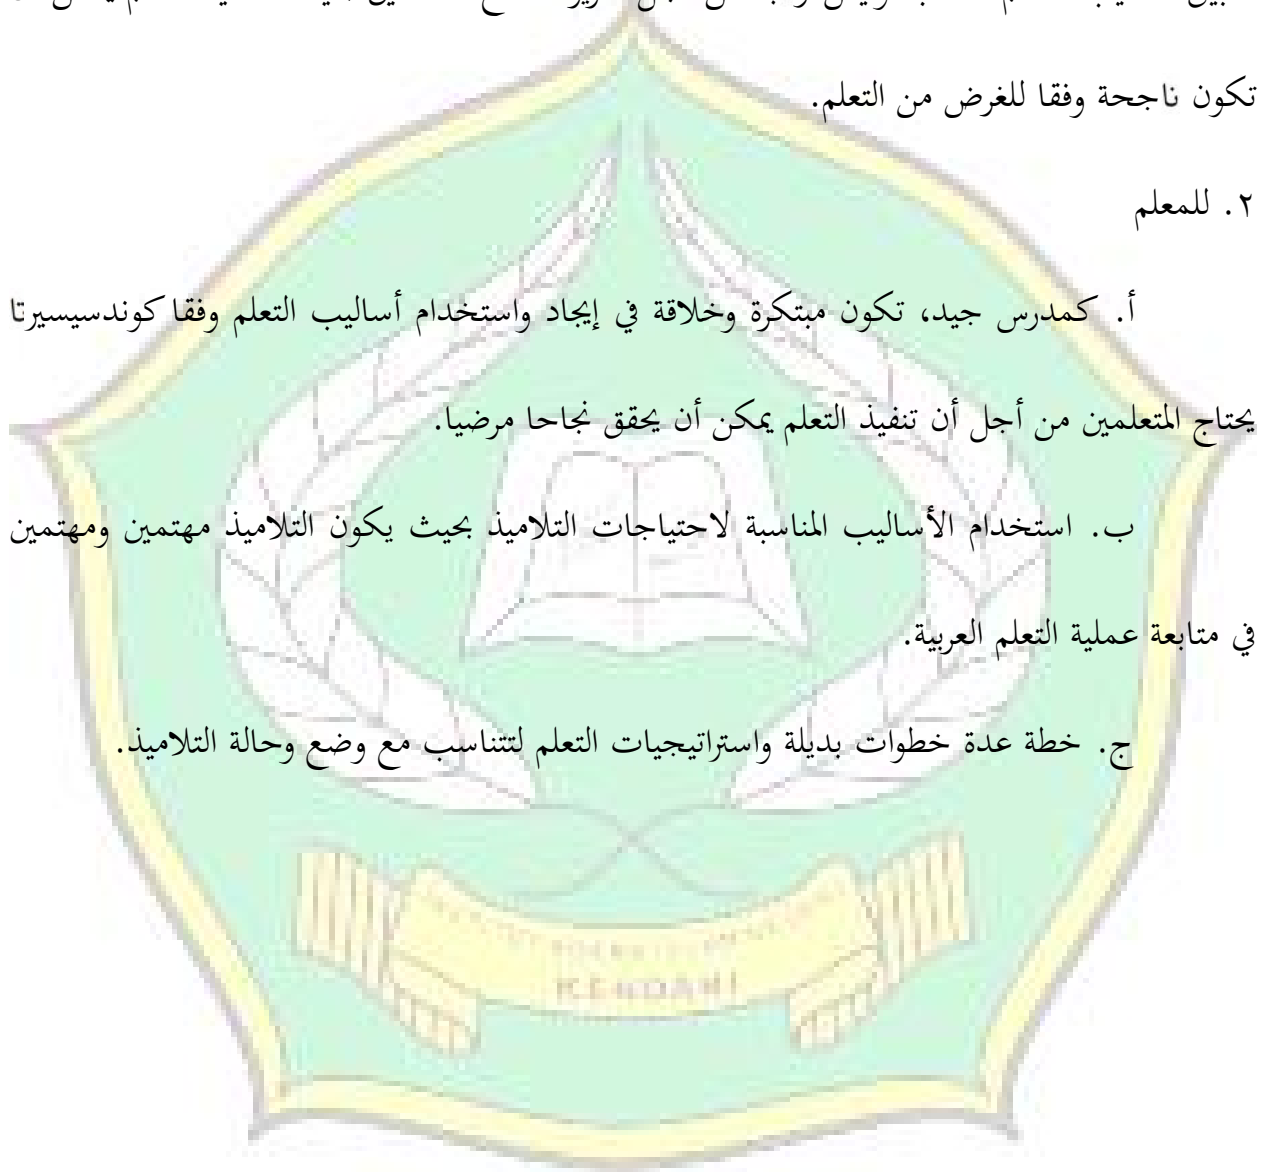 تكون ناجحة وفقا للغرض من التعلم.
٢. للمعلم
أ. كمدرس جيد، تكون مبتكرة وخلاقة في إيجاد واستخدام أساليب التعلم وفقا كوندسيسيرتا
يحتاج المتعلمين من أجل أن تنفيذ التعلم يمكن أن يحقق نجاحا مرضيا.
ب. استخدام الأساليب المناسبة لاحتياجات التلاميذ بحيث يكون التلاميذ مهتمين ومهتمين
في متابعة عملية التعلم العربية.
ج. خطة عدة خطوات بديلة واستراتيجيات التعلم لتتناسب مع وضع وحالة التلاميذ.
KENDARI